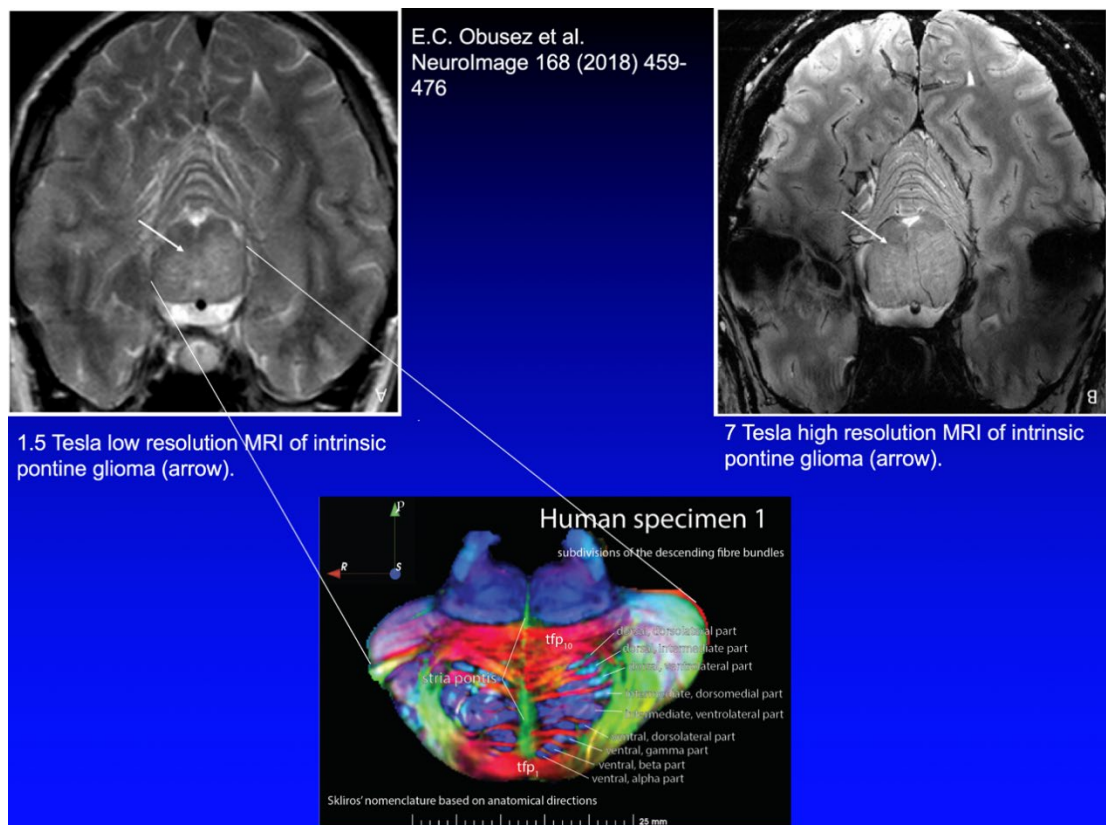 E.C. Obusez et al.
NeuroImage 168 (2018) 459-
476
A
B
1.5 Tesla low resolution MRI of intrinsic
pontine glioma (arrow).
7 Tesla high resolution MRI of intrinsic
pontine glioma (arrow).
P
R
S
Human specimen 1
subdivisions of the descending fibre bundles
tfp10
dorsal, dorsolateral part
dorsal, intermediate part
dorsal, ventrolateral part
stria pontis
intermediate, dorsomedial part
intermediate, ventrolateral part
ventral, dorsolateral part
ventral, gamma part
ventral, beta part
tfp1
ventral, alpha part
Skliros' nomenclature based on anatomical directions
25 mm